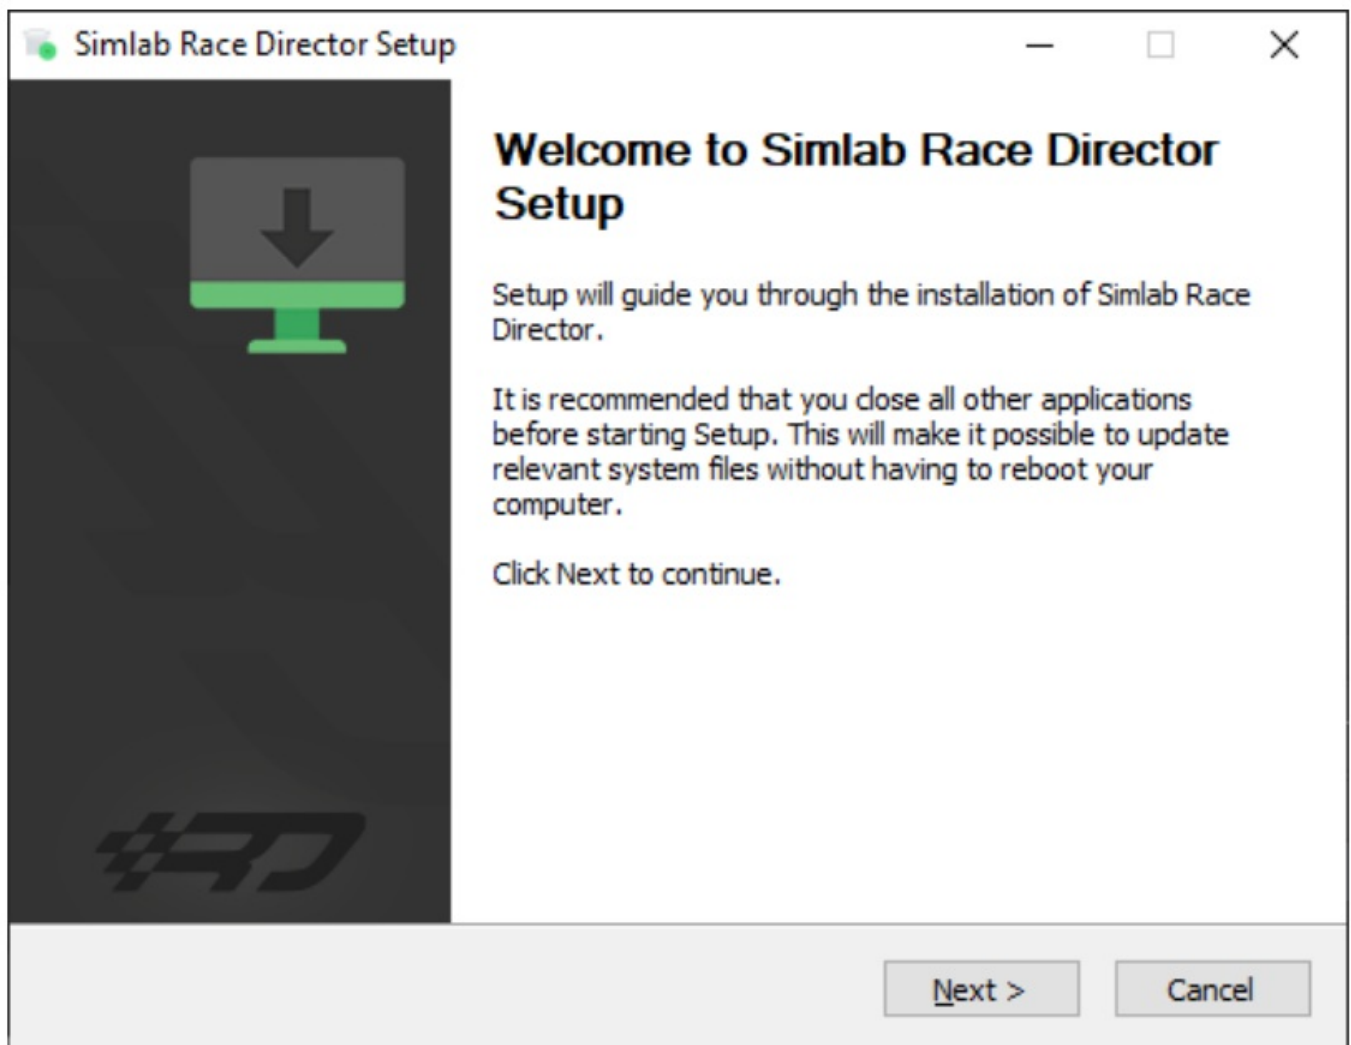 Simlab Race Director Setup
Welcome to Simlab Race Director
Setup
Setup will guide you through the installation of Simlab Race
Director.
It is recommended that you close all other applications
before starting Setup. This will make it possible to update
relevant system files without having to reboot your
computer.
Click Next to continue.
RD
Next >
Cancel